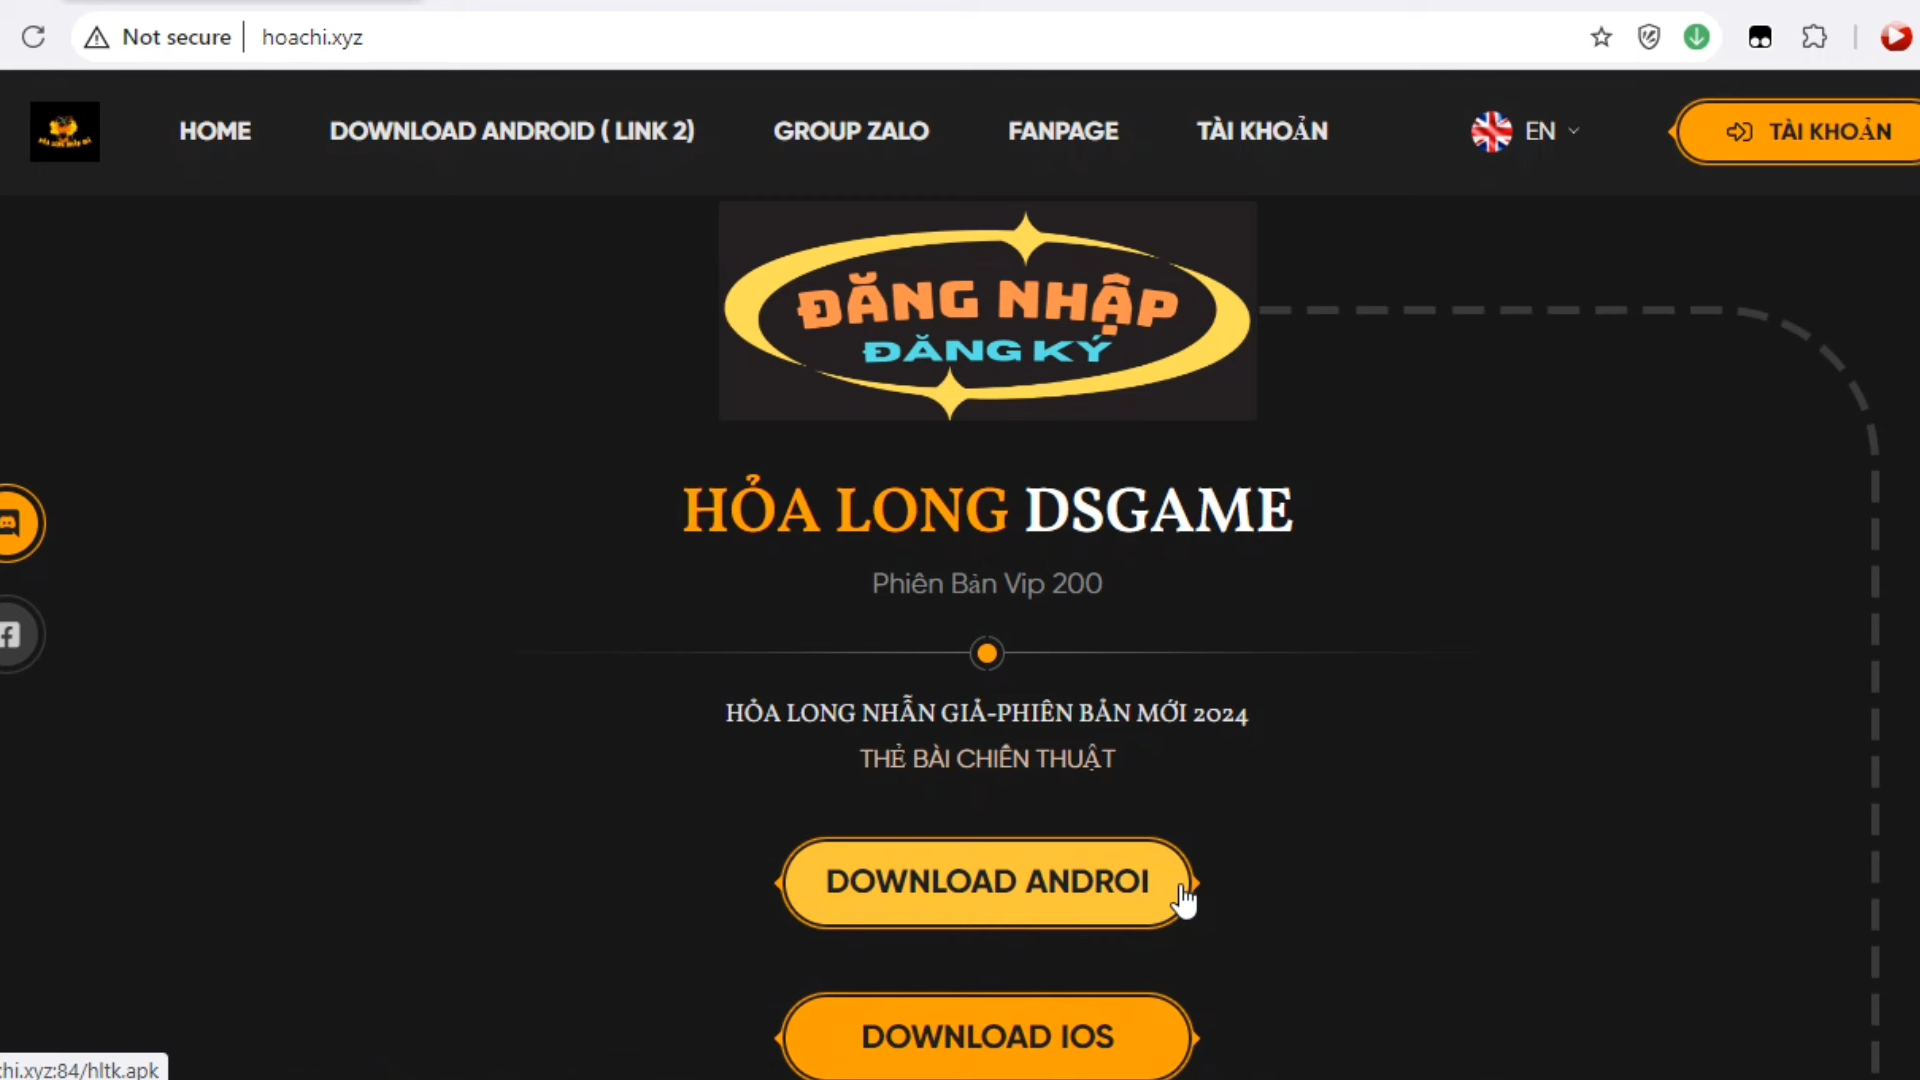 Not secure
hoachi.xyz
HOME
DOWNLOAD ANDROID ( LINK 2)
GROUP ZALO
FANPAGE
TÀI KHOẢN
EN
TÀI KHOẢN
ĐĂNG NHẬP
ĐĂNG KÝ
HỎA LONG DSGAME
Phiên Bản Vip 200
HỎA LONG NHẪN GIẢ-PHIÊN BẢN MỚI 2024
THẺ BÀI CHIẾN THUẬT
DOWNLOAD ANDROI
DOWNLOAD IOS
chi.xyz:84/hltk.apk